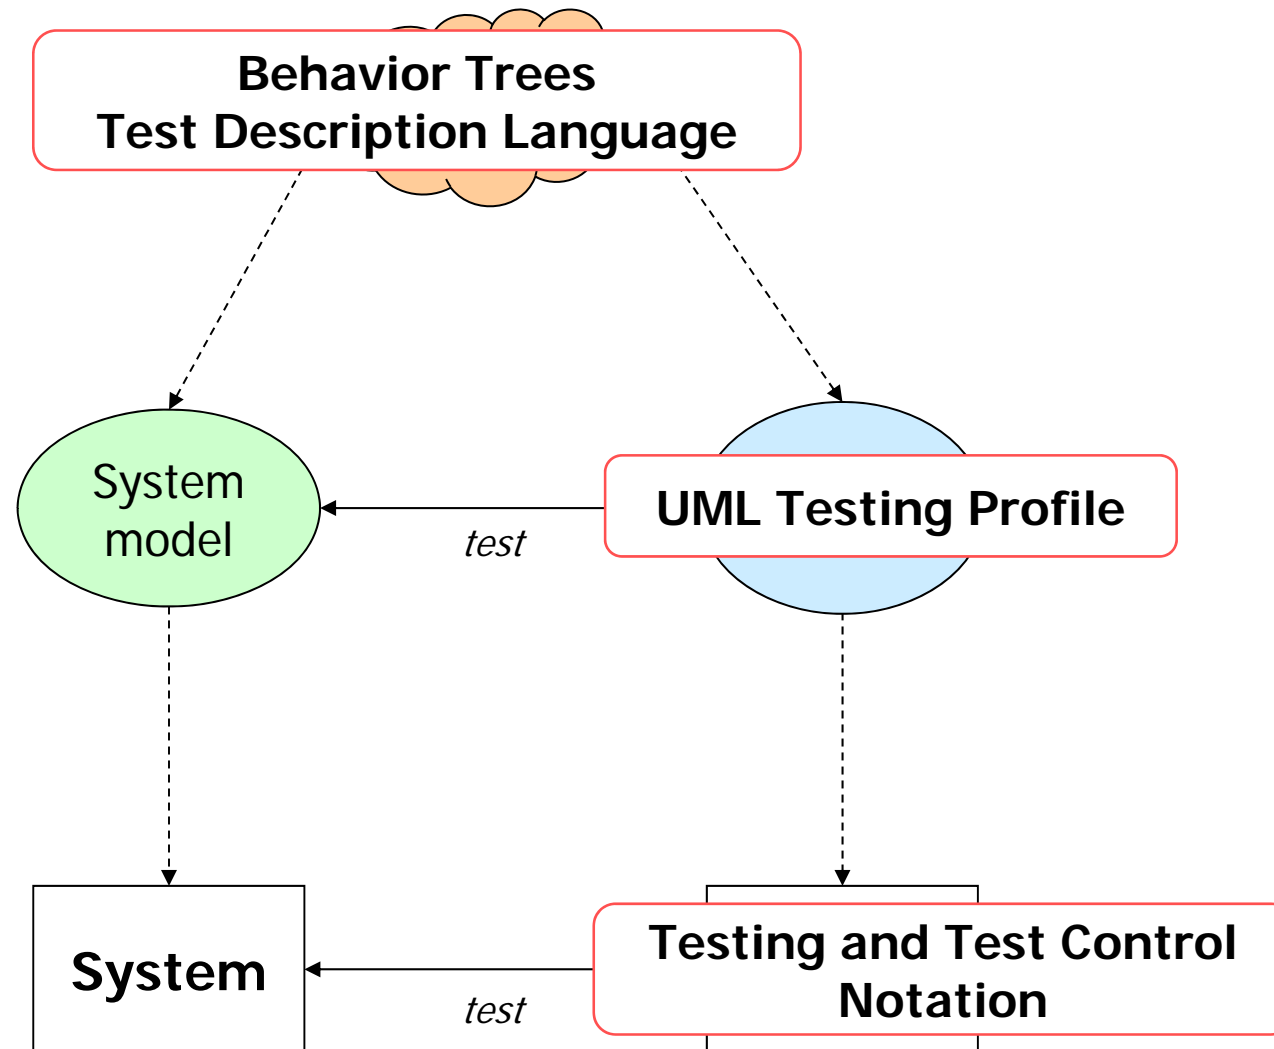 Behavior Trees
Test Description Language
System
model
UML Testing Profile
test
System
Testing and Test Control
Notation
test